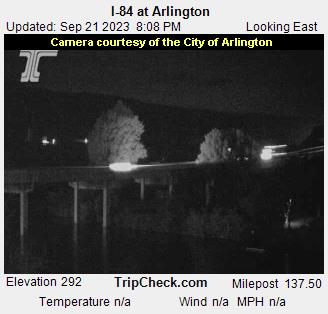 I-84 at Arlington
Updated: Sep 21 2023 8:08 PM Looking East
Camera courtesy of the City of Arlington
Elevation 292 TripCheck.com Milepost 137.50
Temperature n/a Wind n/a MPH n/a